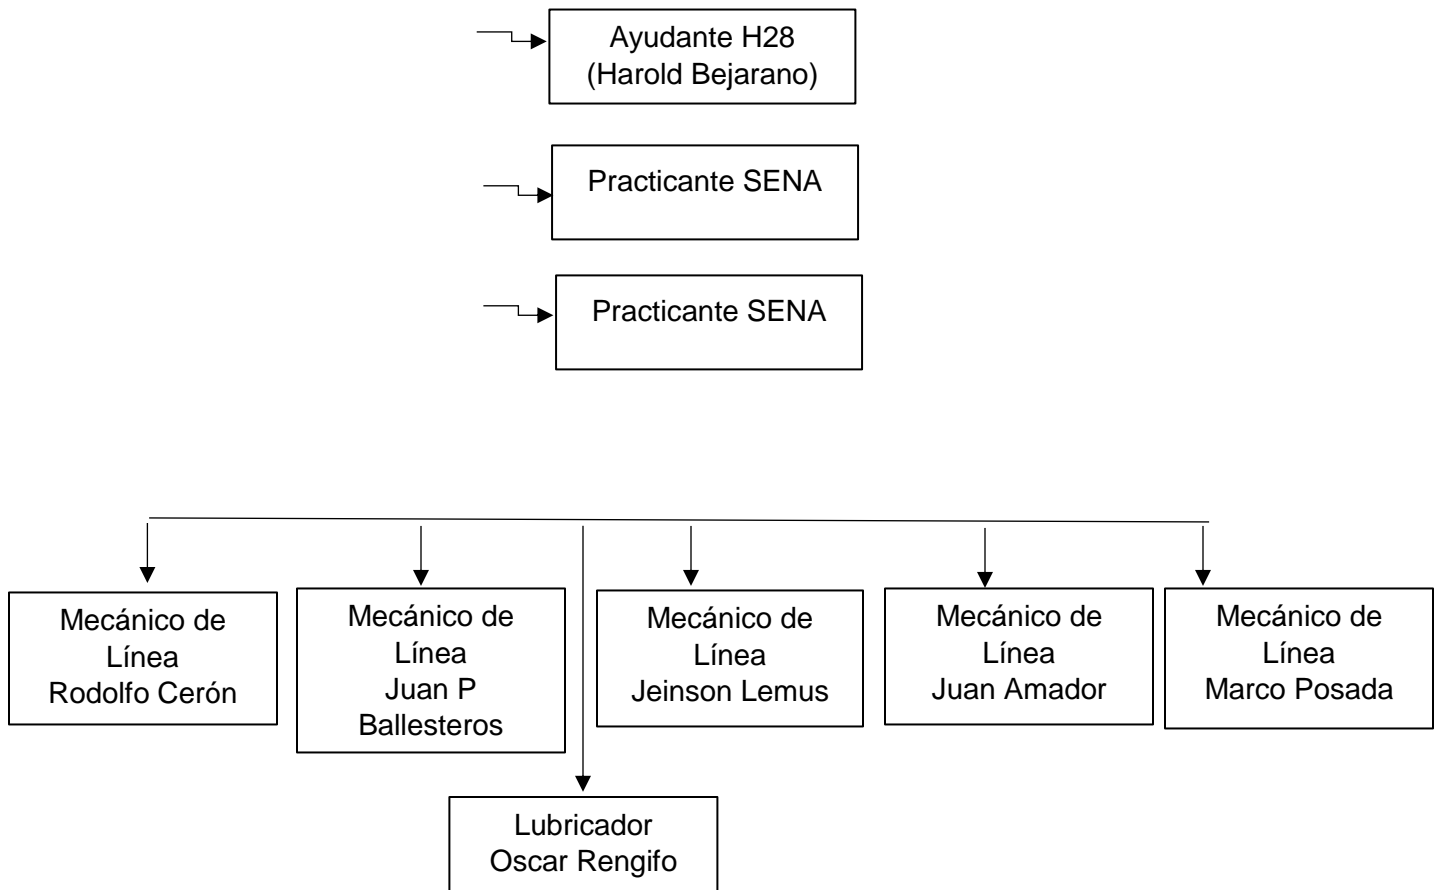 Ayudante H28
(Harold Bejarano)
Practicante SENA
Practicante SENA
Mecánico de
Línea
Rodolfo Cerón
Mecánico de
Línea
Juan P
Ballesteros
Mecánico de
Línea
Jeinson Lemus
Mecánico de
Línea
Juan Amador
Mecánico de
Línea
Marco Posada
Lubricador
Oscar Rengifo